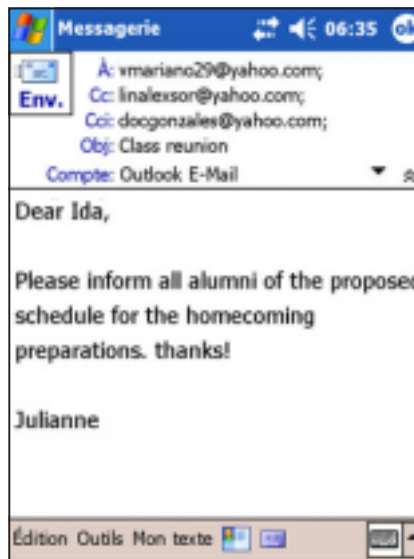 Messagerie 06:35 ok
Env.
À: vmariano29@yahoo.com;
Cc: linalexsor@yahoo.com;
Cci: docgonzales@yahoo.com;
Obj: Class reunion
Compte: Outlook E-Mail
Dear Ida,
Please inform all alumni of the proposed
schedule for the homecoming
preparations. thanks!
Julianne
Édition Outils Mon texte